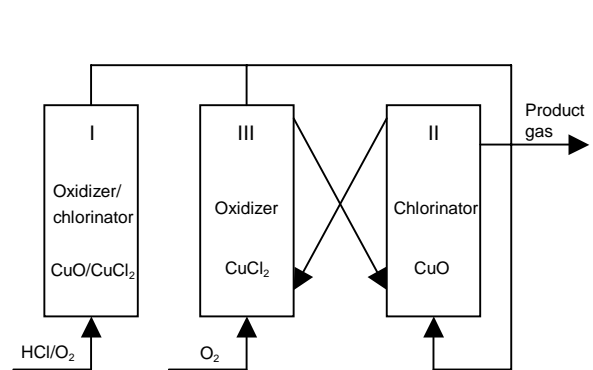 I
Oxidizer/
chlorinator
CuO/CuCl₂
HCl/O₂
III
Oxidizer
CuCl₂
O₂
II
Chlorinator
CuO
Product
gas